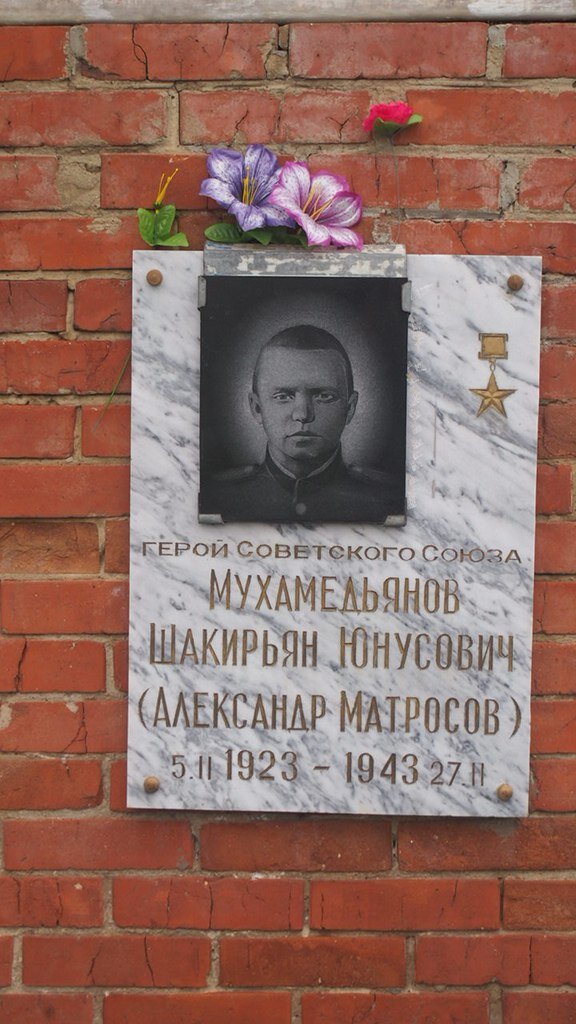 Герой Советского Союза
Мухамедьянов
Шакирьян Юнусович
(Александр Матросов)
5.II 1923 - 1943 27.II